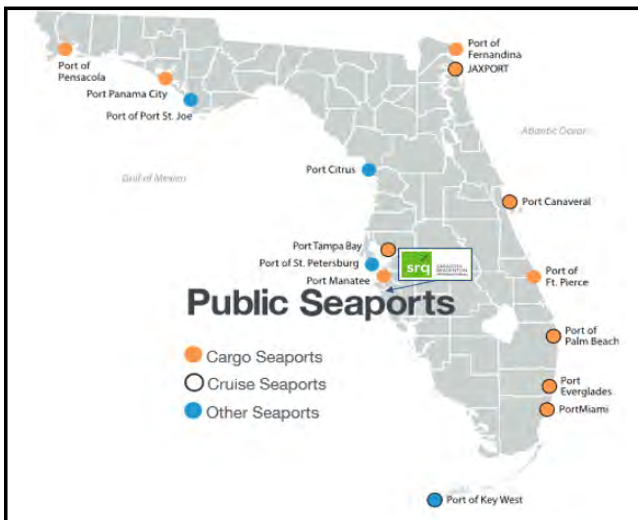 Port of
Pensacola
Port Panama City
Port of Port St. Joe
Port of
Fernandina
JAXPORT
Atlantic Ocean
Gulf of Mexico
Port Citrus
Port Canaveral
Port Tampa Bay
Port of St. Petersburg
Port Manatee
srq
SARASOTA
BRADENTON
INTERNATIONAL
Port of
Ft. Pierce
Public Seaports
Cargo Seaports
Cruise Seaports
Other Seaports
Port of
Palm Beach
Port
Everglades
PortMiami
Port of Key West